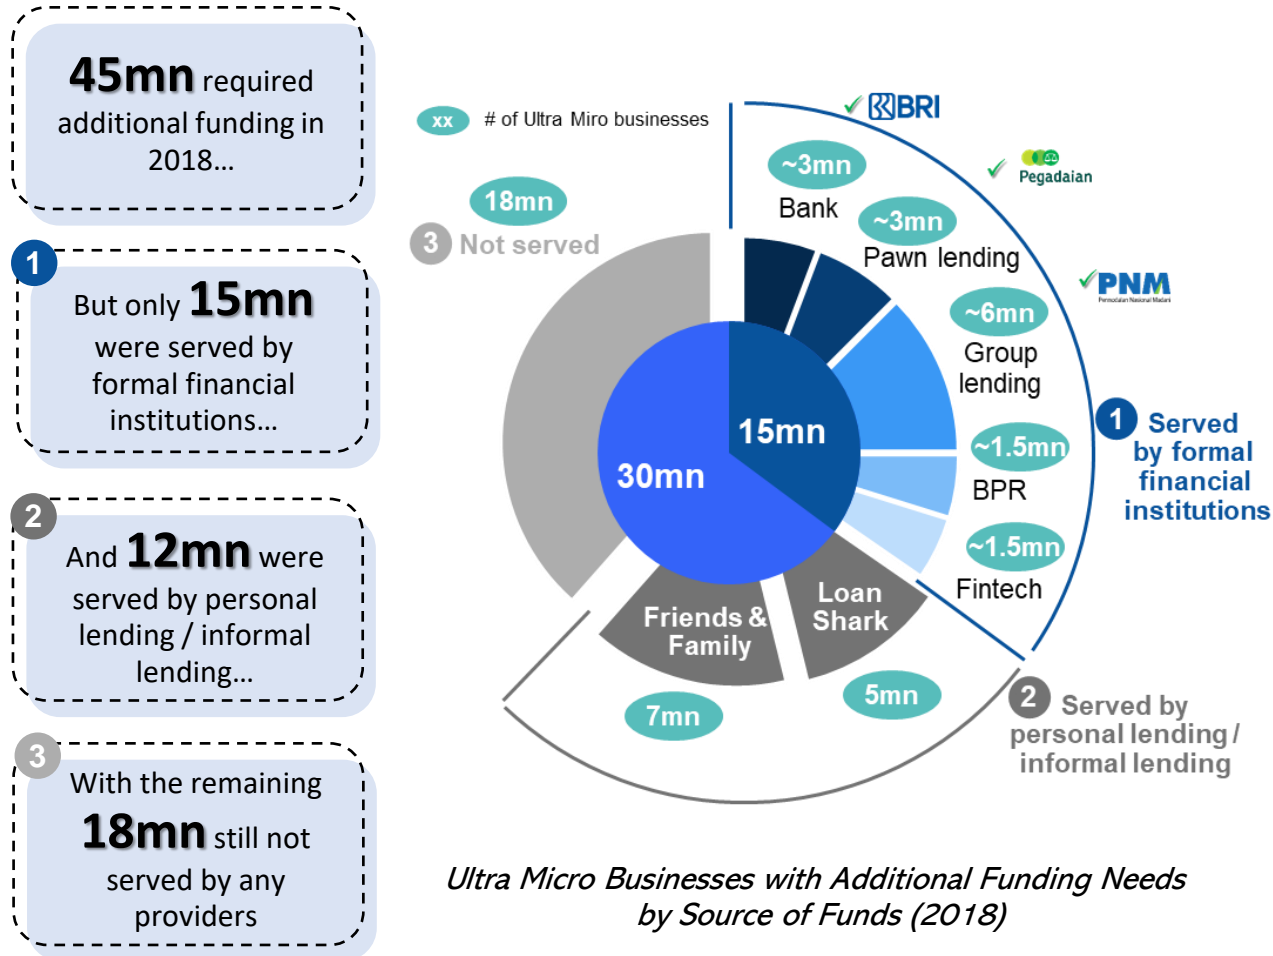 45mn required
additional funding in
2018...
1
But only 15mn
were served by
formal financial
institutions...
2
And 12mn were
served by personal
lending / informal
lending...
3
With the remaining
18mn still not
served by any
providers
xx # of Ultra Miro businesses
18mn
3 Not served
BRI
~3mn
Bank
Pegadaian
~3mn
Pawn lending
PNM
Permodalan Nasional Madani
~6mn
Group
lending
~1.5mn
BPR
~1.5mn
Fintech
1 Served
by formal
financial
institutions
15mn
30mn
Loan
Shark
Friends &
Family
5mn
7mn
2 Served by
personal lending /
informal lending
Ultra Micro Businesses with Additional Funding Needs
by Source of Funds (2018)